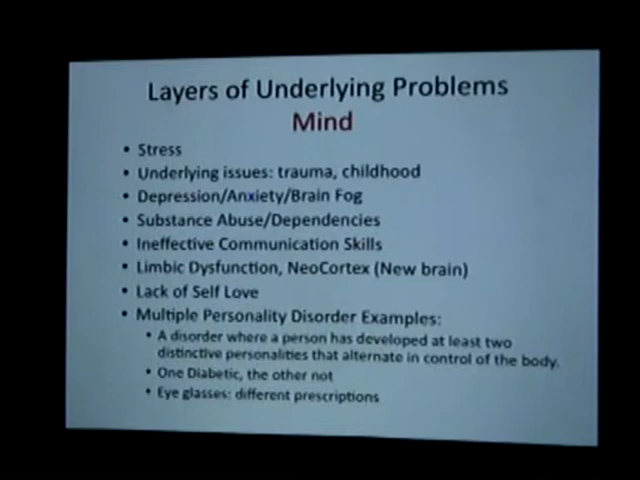 Layers of Underlying Problems
Mind
• Stress
• Underlying issues: trauma, childhood
• Depression/Anxiety/Brain Fog
• Substance Abuse/Dependencies
• Ineffective Communication Skills
• Limbic Dysfunction, NeoCortex (New brain)
• Lack of Self Love
• Multiple Personality Disorder Examples:
• A disorder where a person has developed at least two
distinctive personalities that alternate in control of the body.
• One Diabetic, the other not
• Eye glasses: different prescriptions